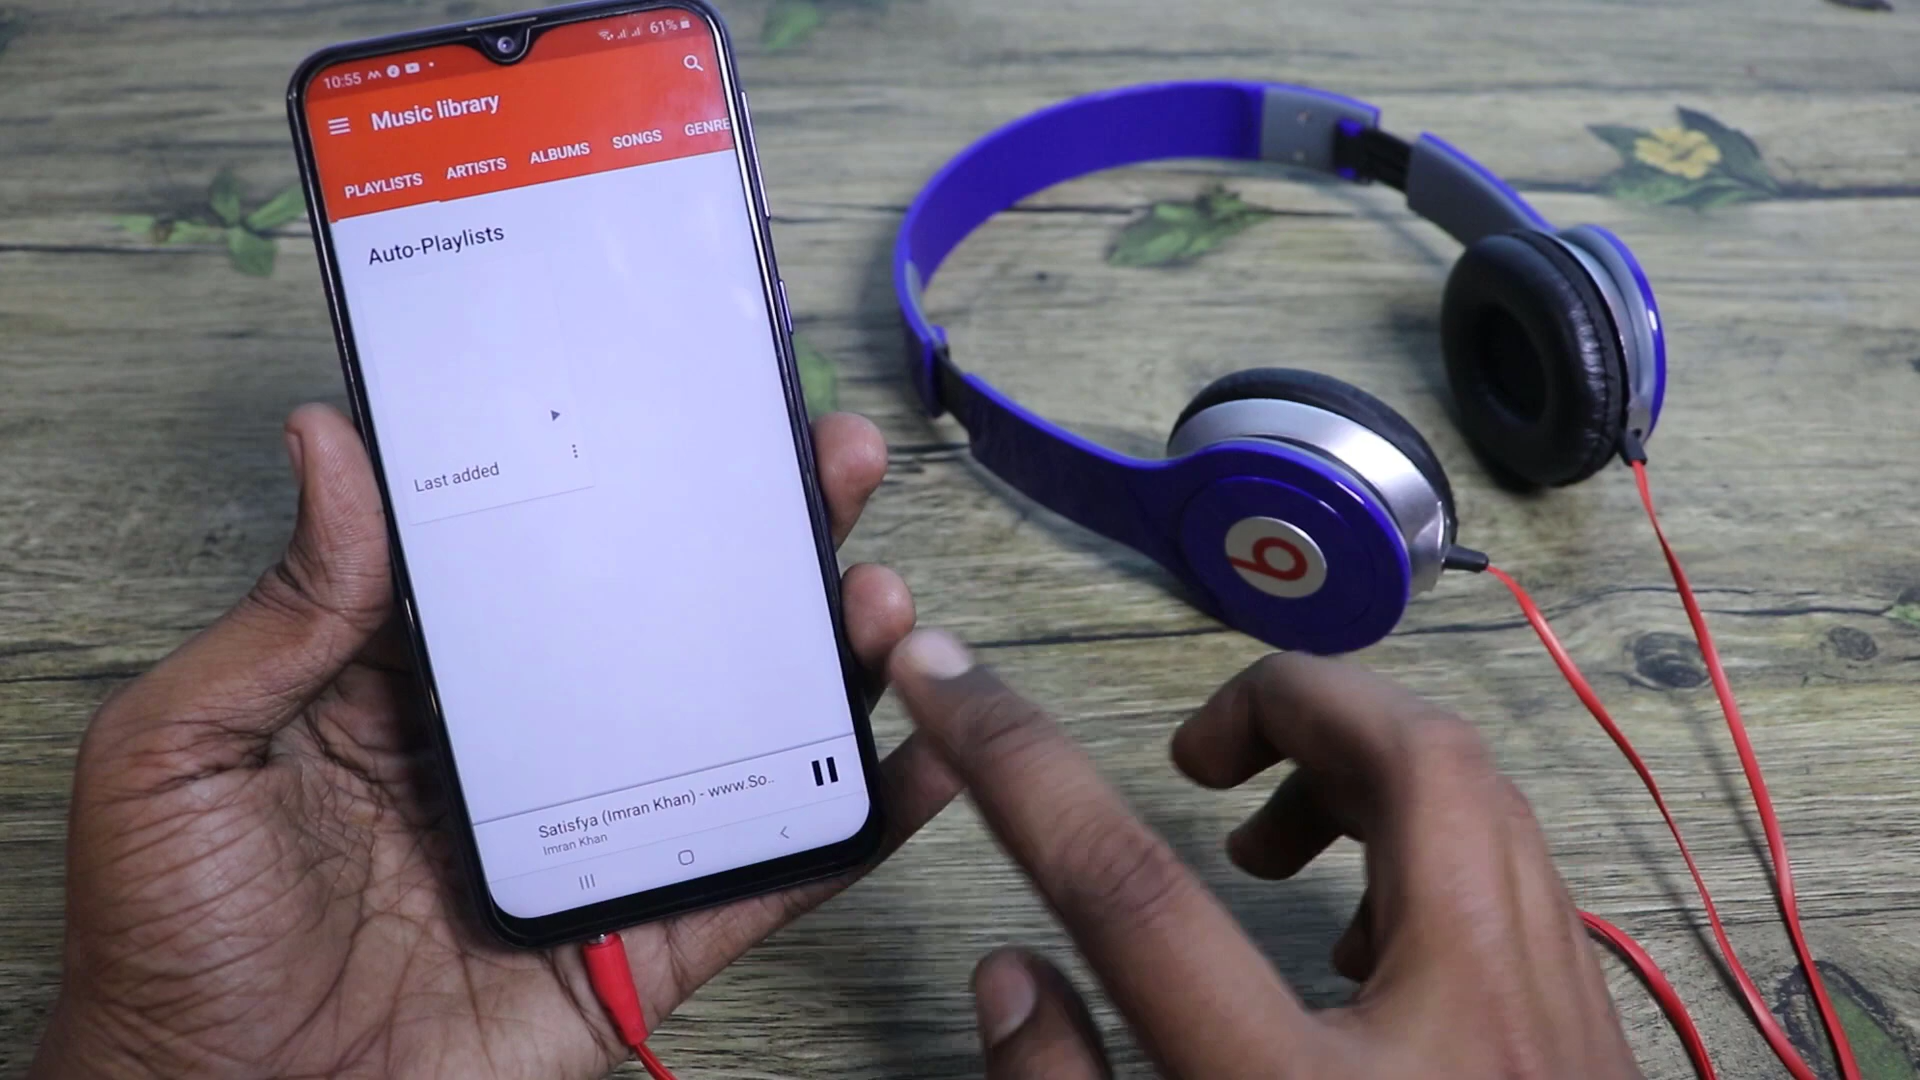 10:55
61%
Music library
PLAYLISTS ARTISTS ALBUMS SONGS GENRE
Auto-Playlists
Last added
Satisfya (Imran Khan) - www.So..
Imran Khan
b